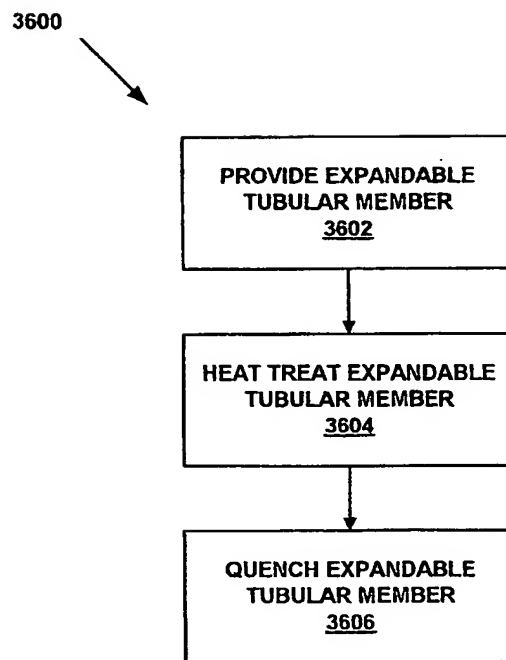 3600
PROVIDE EXPANDABLE
TUBULAR MEMBER
3602
HEAT TREAT EXPANDABLE
TUBULAR MEMBER
3604
QUENCH EXPANDABLE
TUBULAR MEMBER
3606